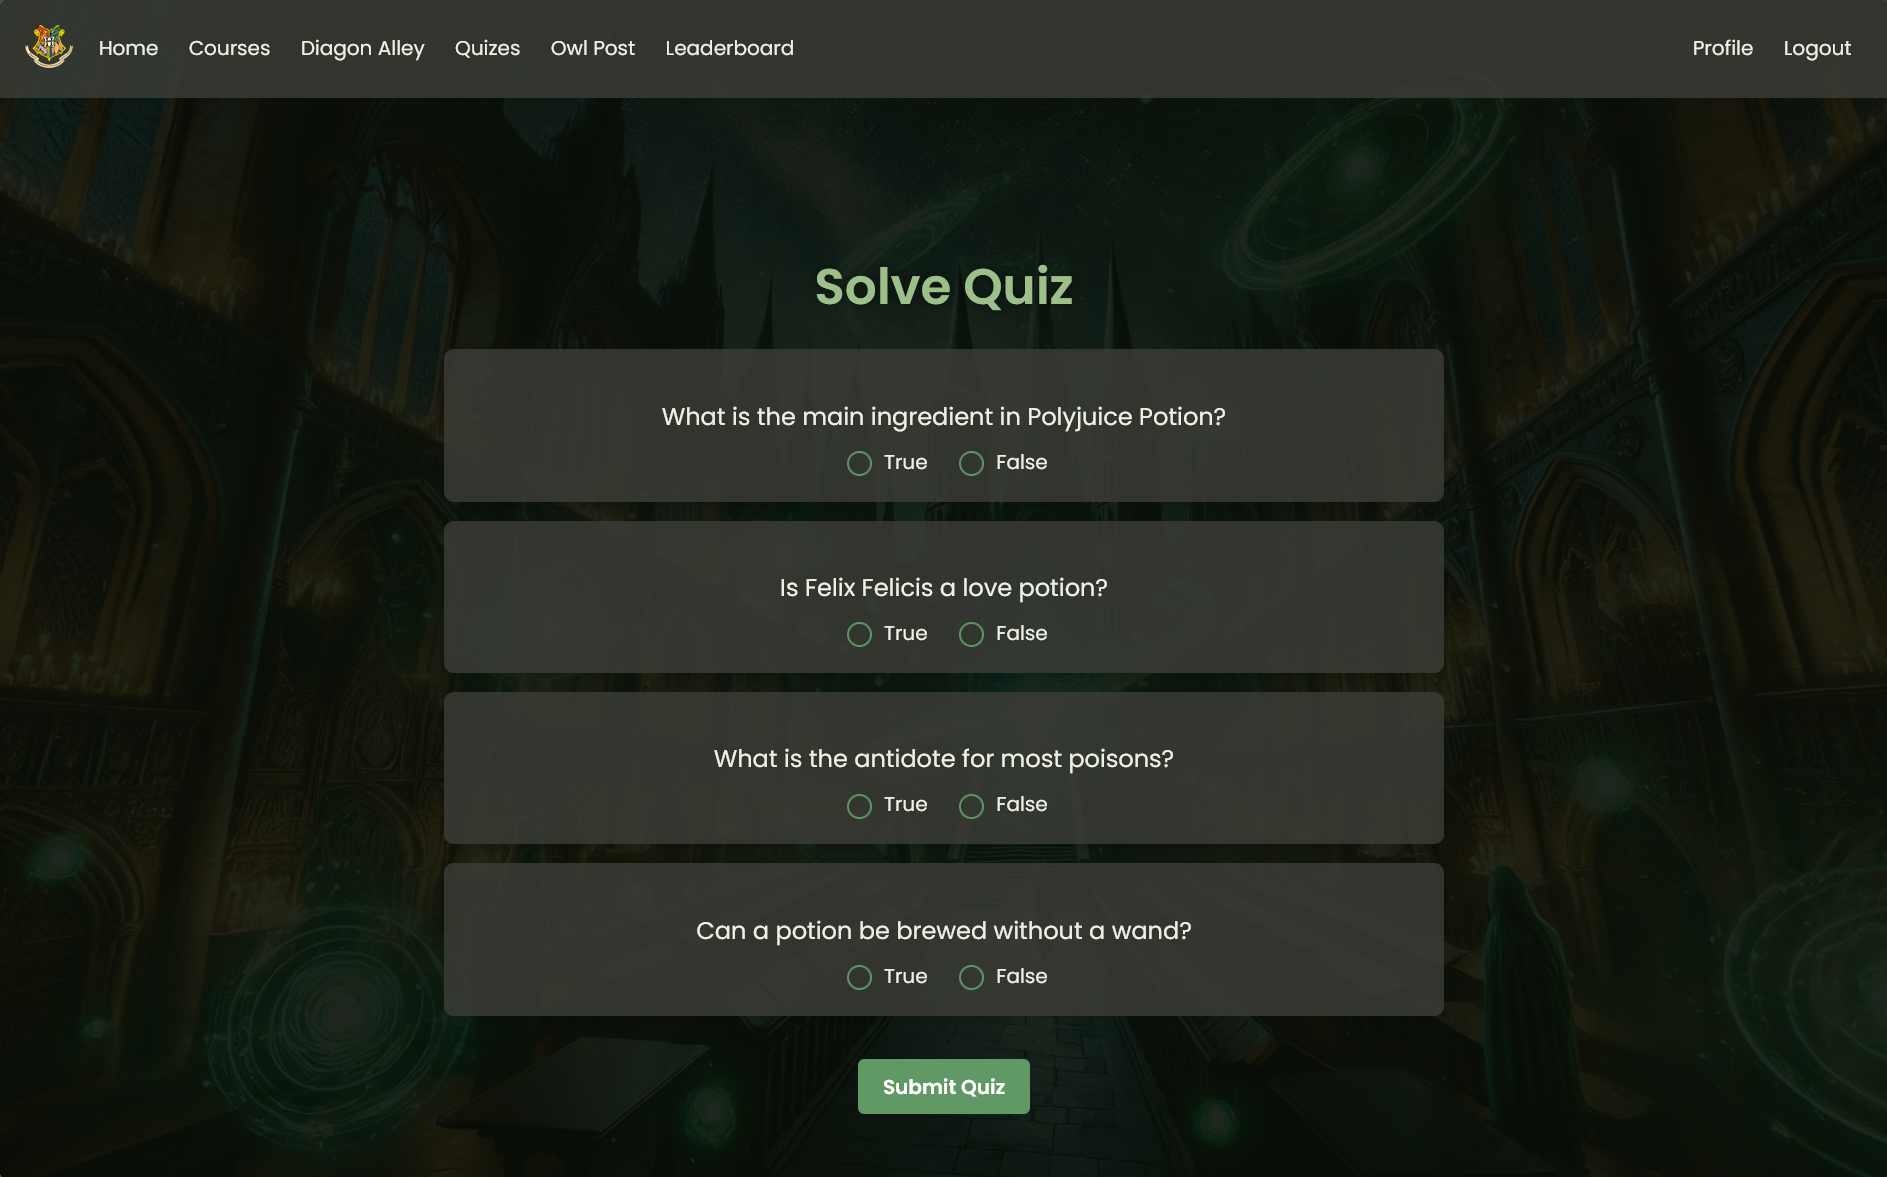 Home Courses Diagon Alley Quizes Owl Post Leaderboard Profile Logout
Solve Quiz
What is the main ingredient in Polyjuice Potion?
True False
Is Felix Felicis a love potion?
True False
What is the antidote for most poisons?
True False
Can a potion be brewed without a wand?
True False
Submit Quiz